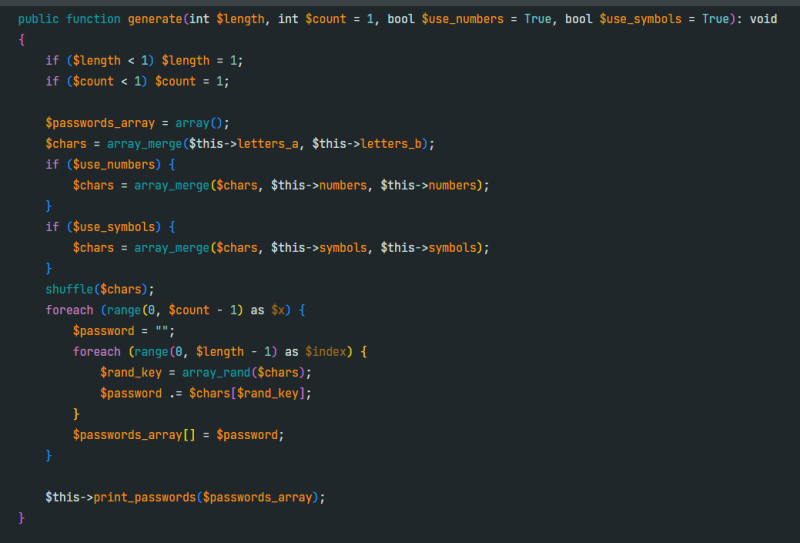 public function generate(int $length, int $count = 1, bool $use_numbers = True, bool $use_symbols = True): void
{
    if ($length < 1) $length = 1;
    if ($count < 1) $count = 1;

    $passwords_array = array();
    $chars = array_merge($this->letters_a, $this->letters_b);
    if ($use_numbers) {
        $chars = array_merge($chars, $this->numbers, $this->numbers);
    }
    if ($use_symbols) {
        $chars = array_merge($chars, $this->symbols, $this->symbols);
    }
    shuffle($chars);
    foreach (range(0, $count - 1) as $x) {
        $password = "";
        foreach (range(0, $length - 1) as $index) {
            $rand_key = array_rand($chars);
            $password .= $chars[$rand_key];
        }
        $passwords_array[] = $password;
    }

    $this->print_passwords($passwords_array);
}